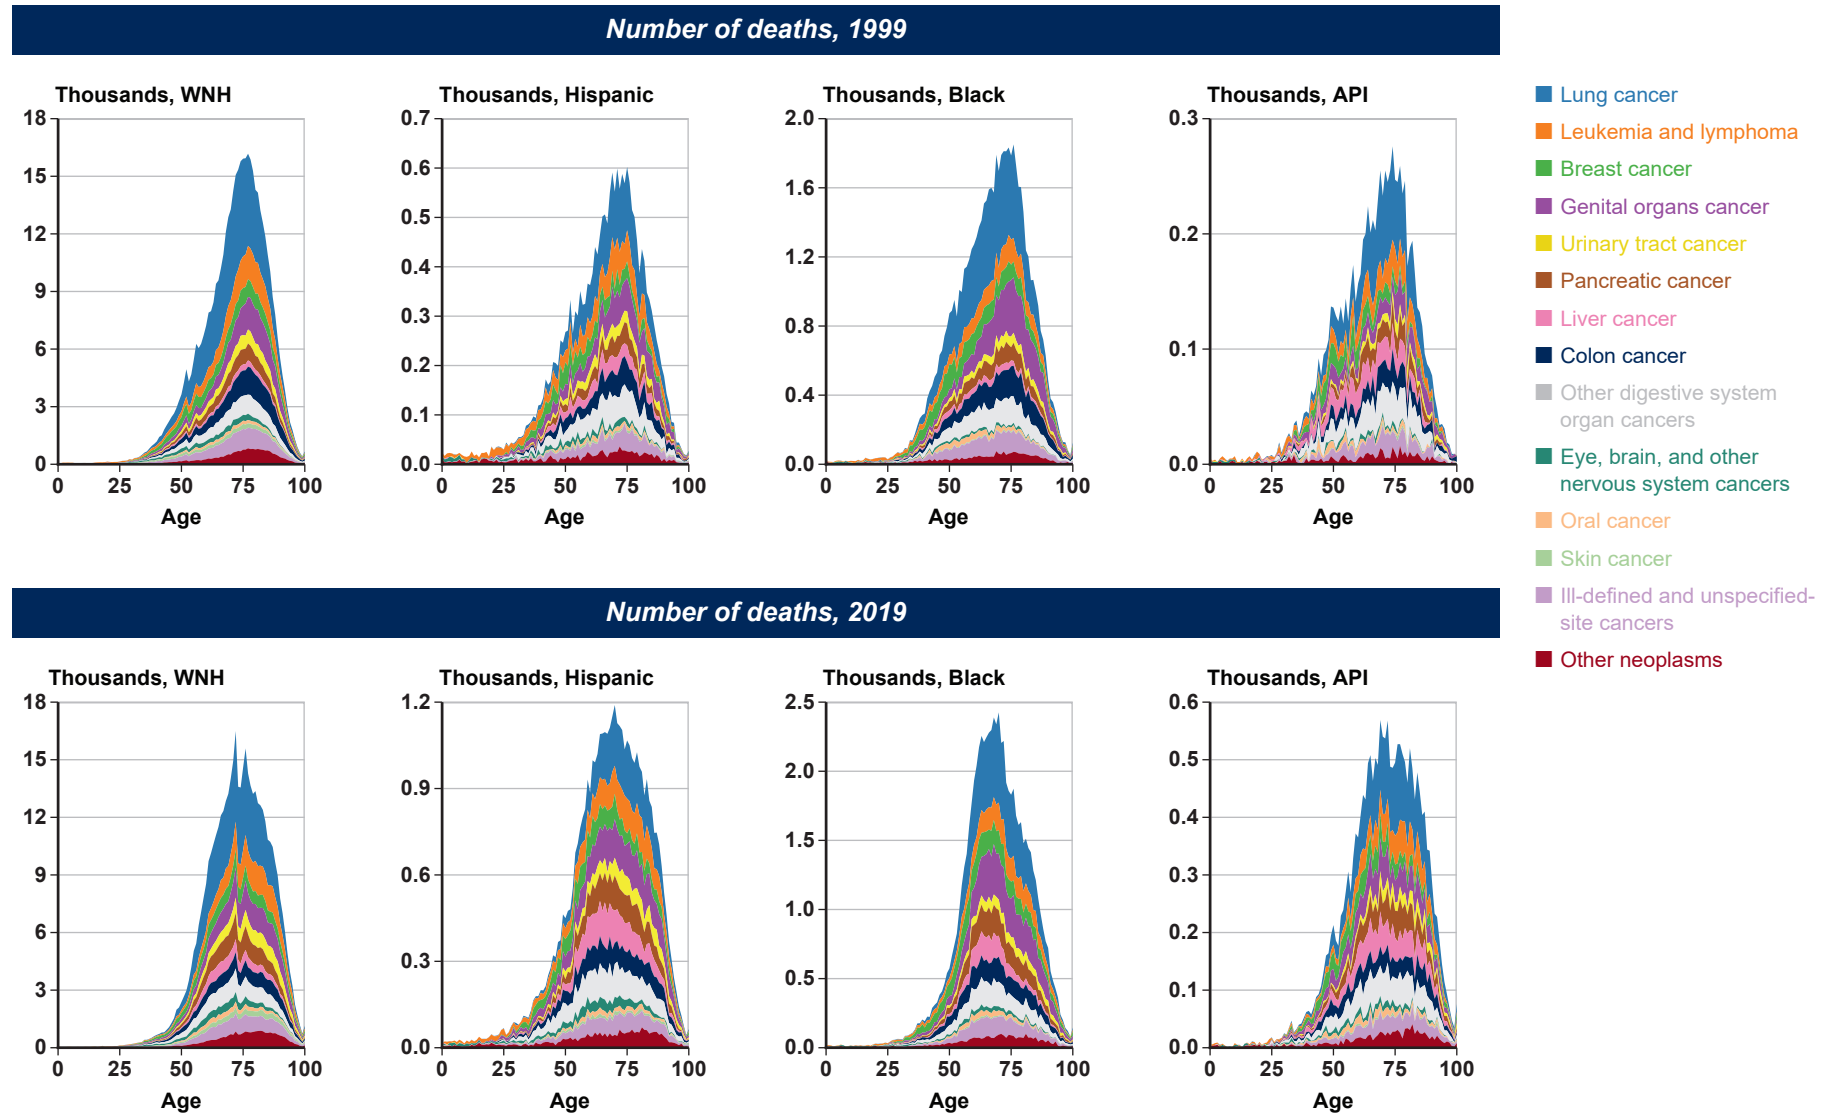 Number of deaths, 1999
Thousands, WNH
18
15
12
9
6
3
0
0 25 50 75 100
Age
Thousands, Hispanic
0.7
0.6
0.5
0.4
0.3
0.2
0.1
0.0
0 25 50 75 100
Age
Thousands, Black
2.0
1.6
1.2
0.8
0.4
0.0
0 25 50 75 100
Age
Thousands, API
0.3
0.2
0.1
0.0
0 25 50 75 100
Age
Lung cancer
Leukemia and lymphoma
Breast cancer
Genital organs cancer
Urinary tract cancer
Pancreatic cancer
Liver cancer
Colon cancer
Other digestive system
organ cancers
Eye, brain, and other
nervous system cancers
Oral cancer
Skin cancer
Ill-defined and unspecified-
site cancers
Other neoplasms
Number of deaths, 2019
Thousands, WNH
18
15
12
9
6
3
0
0 25 50 75 100
Age
Thousands, Hispanic
1.2
0.9
0.6
0.3
0.0
0 25 50 75 100
Age
Thousands, Black
2.5
2.0
1.5
1.0
0.5
0.0
0 25 50 75 100
Age
Thousands, API
0.6
0.5
0.4
0.3
0.2
0.1
0.0
0 25 50 75 100
Age